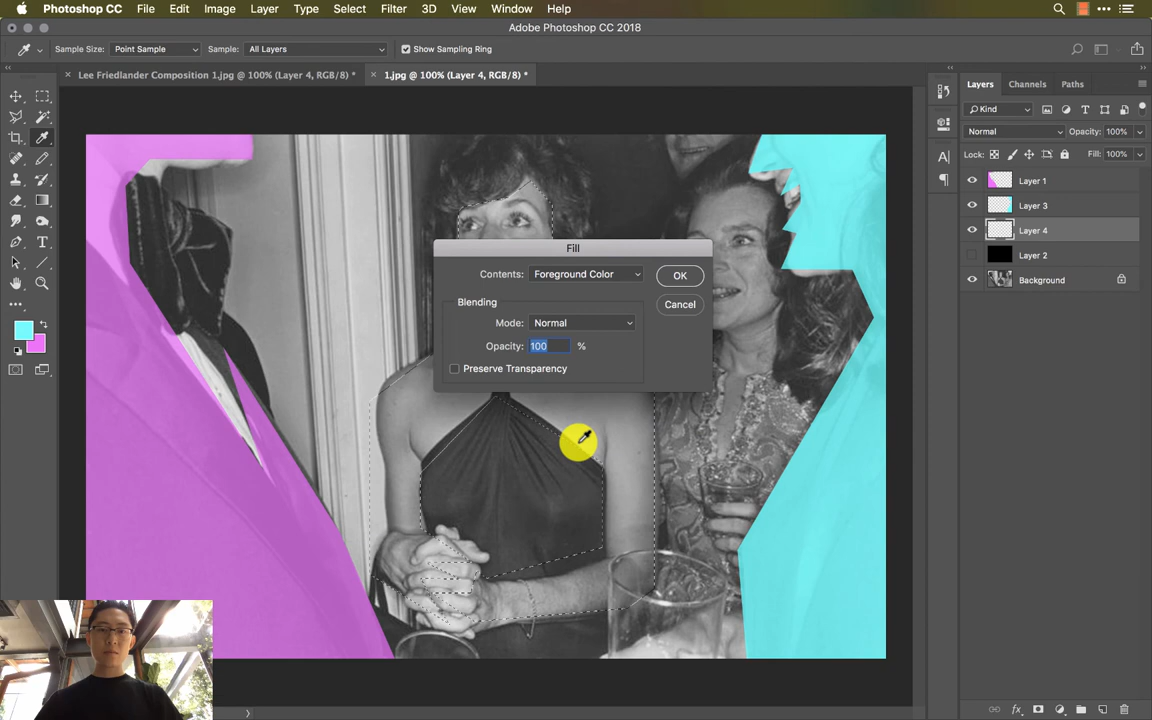 Photoshop CC File Edit Image Layer Type Select Filter 3D View Window Help
Adobe Photoshop CC 2018
Sample Size: Point Sample Sample: All Layers Show Sampling Ring
Lee Friedlander Composition 1.jpg @ 100% (Layer 4, RGB/8) * 1.jpg @ 100% (Layer 4, RGB/8) *
Layers Channels Paths
Kind
Normal Opacity: 100%
Lock: Fill: 100%
Layer 1
Layer 3
Layer 4
Layer 2
Background
Fill
Contents: Foreground Color OK
Blending Cancel
Mode: Normal
Opacity: 100 %
Preserve Transparency